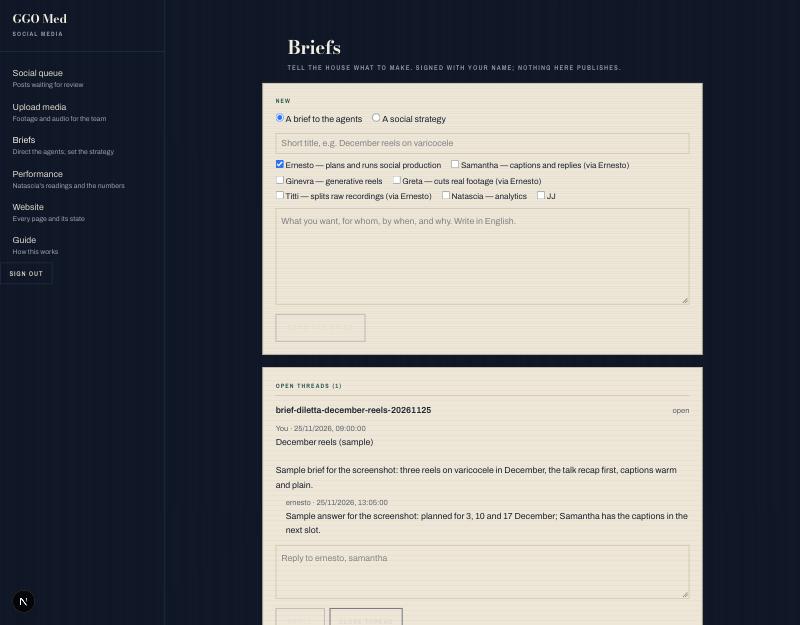 GGO Med
SOCIAL MEDIA
Social queue
Posts waiting for review
Upload media
Footage and audio for the team
Briefs
Direct the agents; set the strategy
Performance
Natascia's readings and the numbers
Website
Every page and its state
Guide
How this works
SIGN OUT
N
Briefs
TELL THE HOUSE WHAT TO MAKE. SIGNED WITH YOUR NAME; NOTHING HERE PUBLISHES.
NEW
A brief to the agents A social strategy
Short title, e.g. December reels on varicocele
Ernesto — plans and runs social production Samantha — captions and replies (via Ernesto)
Ginevra — generative reels Greta — cuts real footage (via Ernesto)
Titti — splits raw recordings (via Ernesto) Natascia — analytics JJ
What you want, for whom, by when, and why. Write in English.
OPEN THREADS (1)
brief-diletta-december-reels-20261125 open
You · 25/11/2026, 09:00:00
December reels (sample)
Sample brief for the screenshot: three reels on varicocele in December, the talk recap first, captions warm
and plain.
ernesto · 25/11/2026, 13:05:00
Sample answer for the screenshot: planned for 3, 10 and 17 December; Samantha has the captions in the
next slot.
Reply to ernesto, samantha
CLOSE THREAD